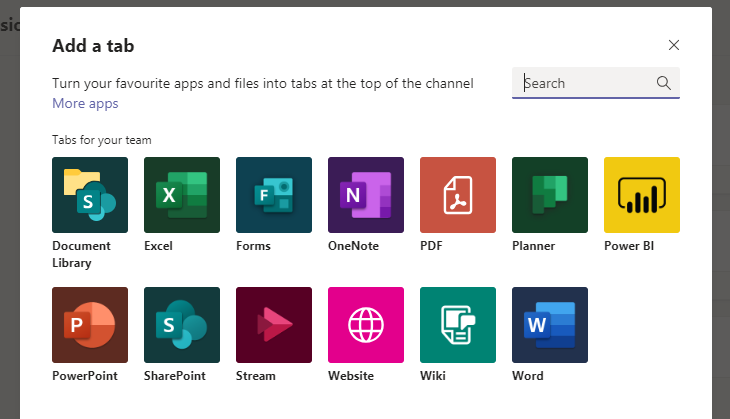 sic
Add a tab
Turn your favourite apps and files into tabs at the top of the channel
Search
More apps
Tabs for your team
S
X
F
N
Document
Library
Excel
Forms
OneNote
PDF
Planner
Power BI
P
S
W
PowerPoint
SharePoint
Stream
Website
Wiki
Word